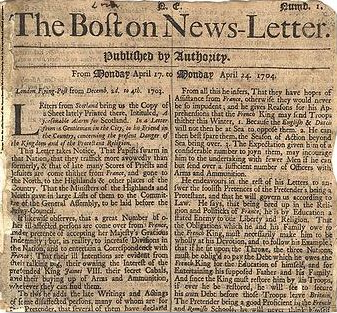 N. E.
Numb. 1.
The Boston News-Letter.
Published by Authority.
From Monday April 17. to Monday April 24. 1704.
London Flying-Post from Decemb. 2d. to 4th. 1703.
LEtters from Scotland bring us the Copy of
a Sheet lately Printed there, Intituled, A
seasonable Alarm for Scotland. In a Letter
from a Gentleman in the City, to his Friend in
the Country, concerning the present Danger of
the Kingdom and of the Protestant Religion.
This Letter takes Notice, That Papists swarm in
that Nation, that they traffick more avowedly than
formerly, & that of late many Scores of Priests and
Jesuites are come thither from France, and gone to
the North, to the Highlands & other places of the
Country. That the Ministers of the Highlands and
North gave in large Lists of them to the Commit-
tee of the General Assembly, to be laid before the
Privy-Council.
It likewise observes, that a great Number of o-
ther ill-affected persons are come over from France,
under pretence of accepting her Majesty's Gracious
Indemnity; but, in reality, to increase Divisions in
the Nation, and to entertain a Correspondence with
France: That their ill Intentions are evident from
their talking big, their owning the Interest of the
pretended King James VIII. their secret Cabals,
and their buying up of Arms and Ammunition,
wherever they can find them.
To this he adds the late Writings and Actings
of some disaffected persons, many of whom are for
that Pretender, that several of them have declared
From all this he infers, That they have hopes of
Assistance from France, otherwise they would never
be so impudent; and he gives Reasons for his Ap-
prehensions that the French King may send Troops
thither this Winter, 1. Because the English & Dutch
will not then be at Sea to oppose them. 2. He can
then best spare them, the Season of Action beyond
Sea being over. 3. The Expectation given him of a
considerable number to joyn them, may incourage
him to the undertaking with fewer Men if he can
but send over a sufficient number of Officers with
Arms and Ammunition.
He endeavours in the rest of his Letters to an-
swer the foolish Pretences of the Pretender's being a
Protestant, and that he will govern us according to
Law. He says, that being bred up in the Reli-
gion and Politicks of France, he is by Education a
stated Enemy to our Liberty and Religion. That
the Obligations which he and his Family owe to
the French King, must necessarily make him to be
wholly at his Devotion, and to follow his Example;
that if he sit upon the Throne, the three Nations
must be oblig'd to pay the Debt which he owes the
French King for the Education of himself, and for
Entertaining his supposed Father and his Family.
And since the King must restore him by his Troops,
if ever he be restored, he will see to secure
his own Debt before those Troops leave Britain.
The Pretender being a good Proficient in the French